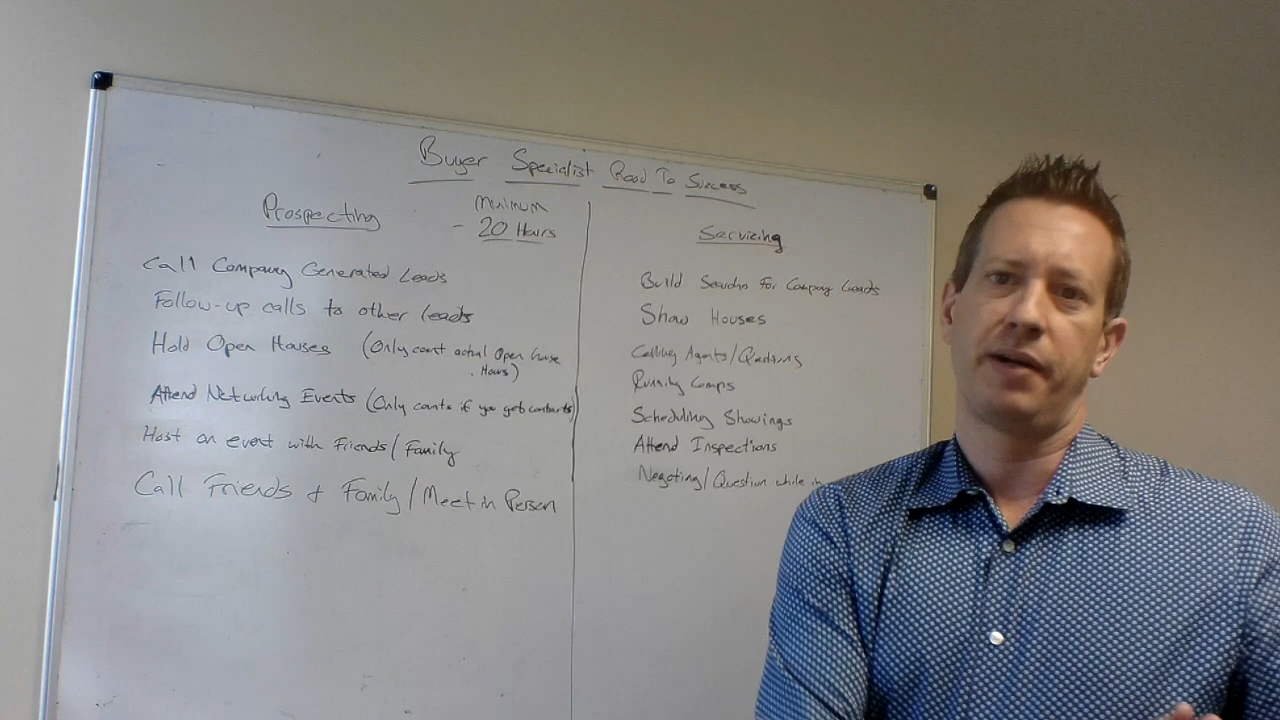 Buyer Specialist Road To Success
Prospecting
Minimum
- 20 Hours
Call Company Generated Leads
Follow-up calls to other leads
Hold Open Houses (Only count actual Open house
Hours)
Attend Networking Events (Only counts if you get contacts)
Host an event with Friends/Family
Call Friends & Family/Meet in Person
Servicing
Build Searches For Company Leads
Show Houses
Calling Agents/Questions
Running Comps
Scheduling Showings
Attend Inspections
Negoting/Question while